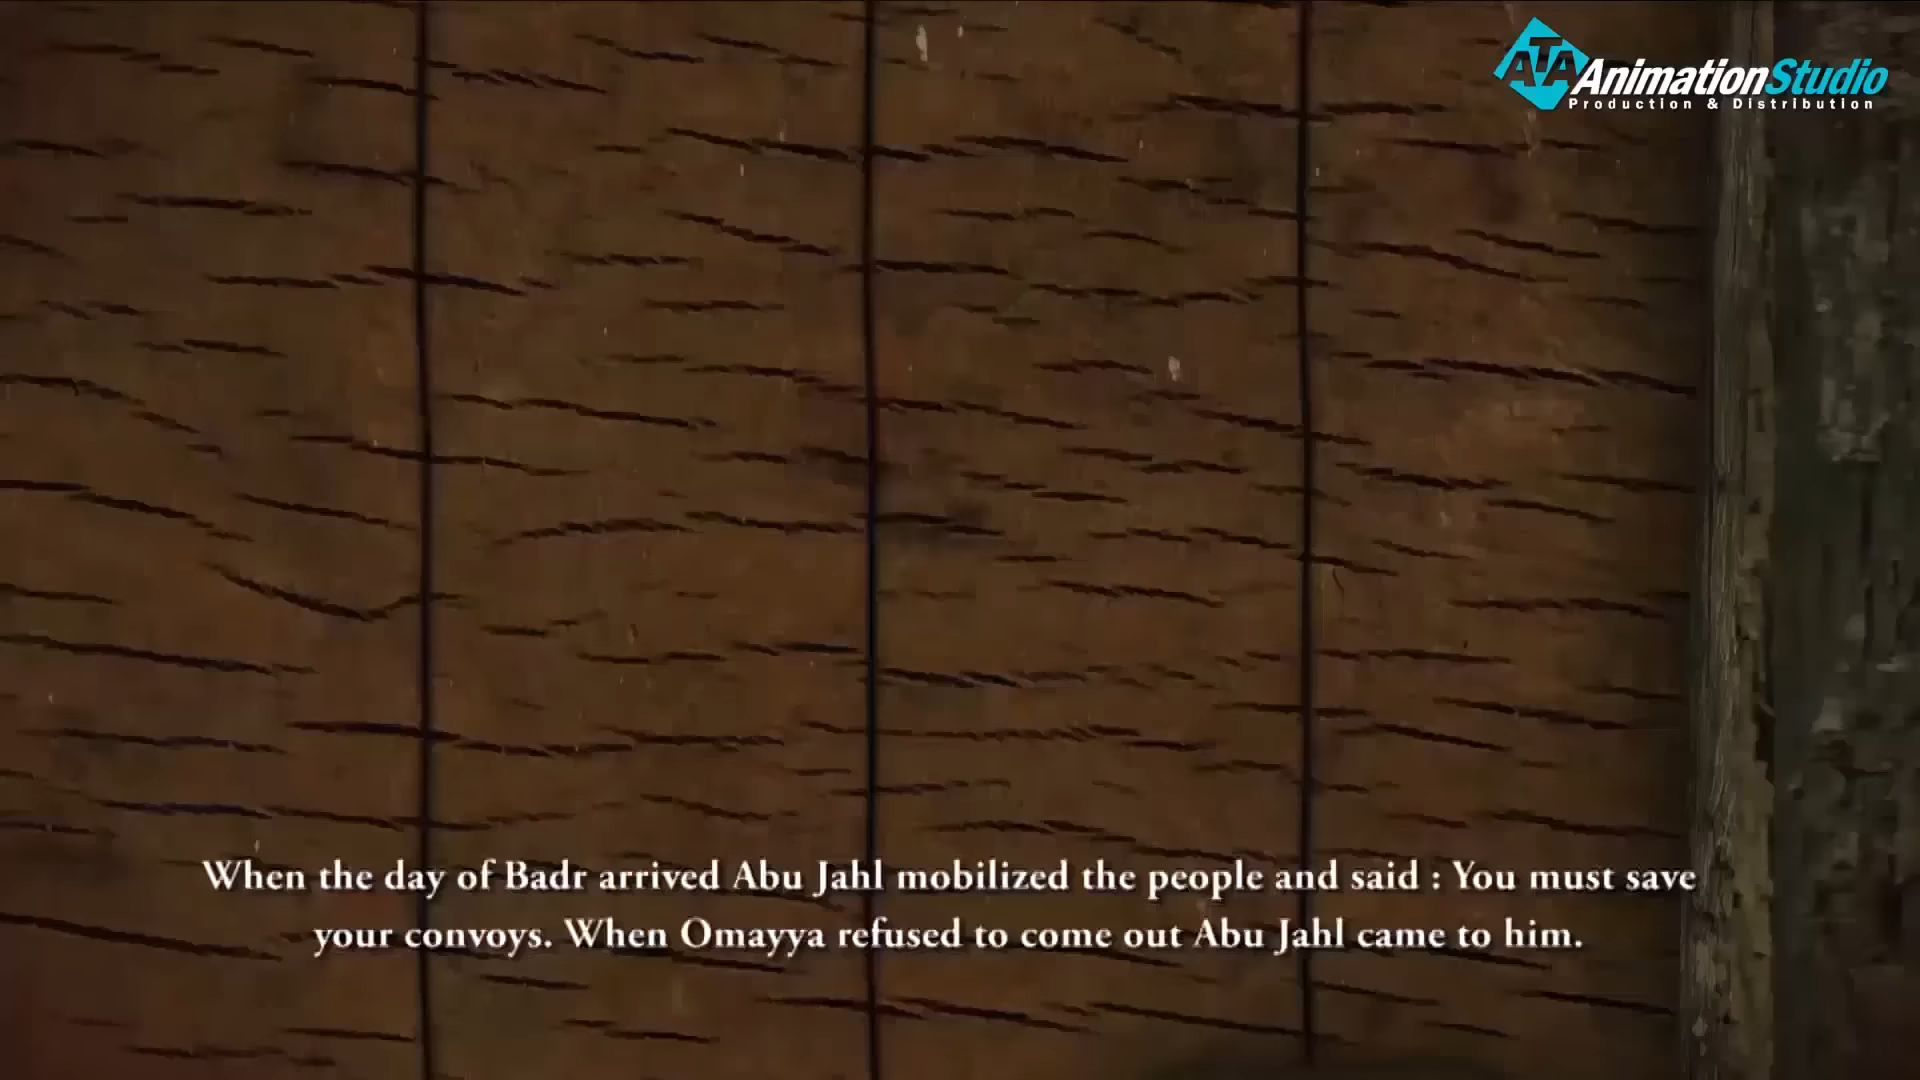 ATA AnimationStudio
Production & Distribution
When the day of Badr arrived Abu Jahl mobilized the people and said : You must save
your convoys. When Omayya refused to come out Abu Jahl came to him.